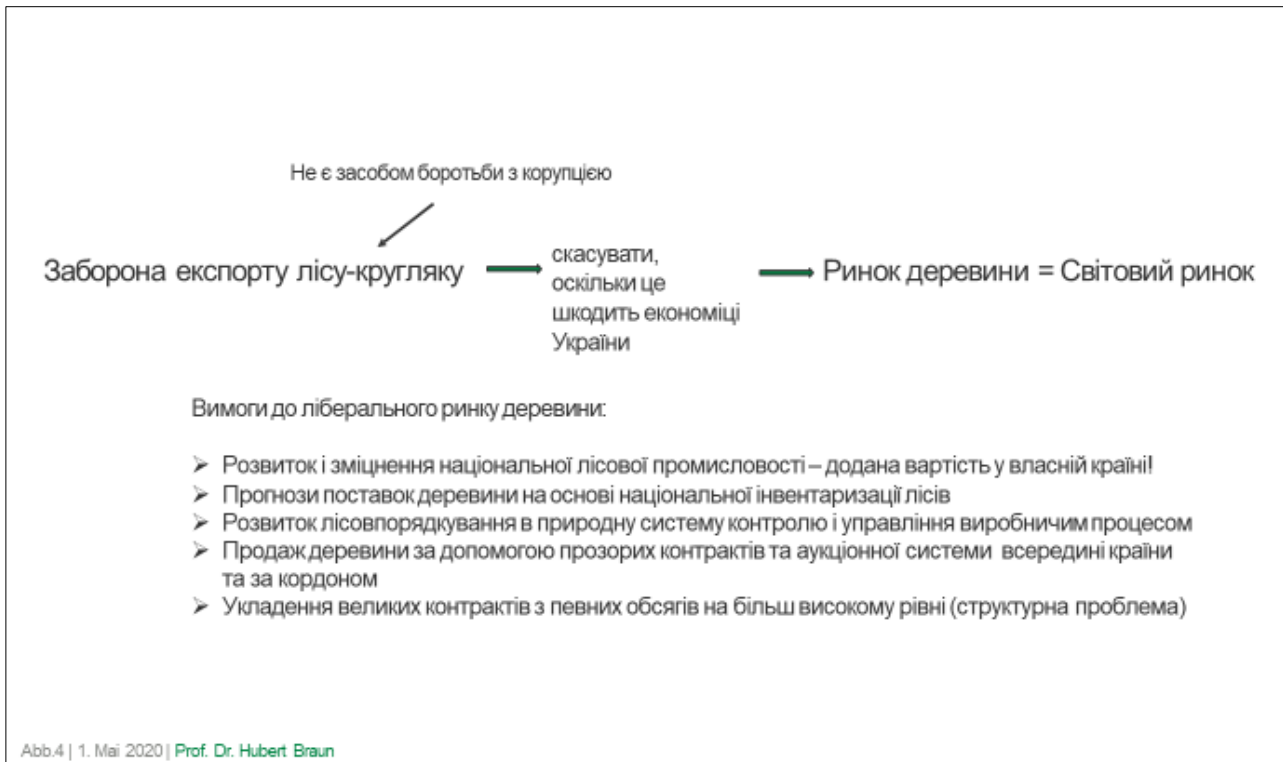 Не є засобом боротьби з корупцією
Заборона експорту лісу-кругляку
скасувати,
оскільки це
шкодить економіці
України
Ринок деревини = Світовий ринок
Вимоги до ліберального ринку деревини:
➢ Розвиток і зміцнення національної лісової промисловості – додана вартість у власній країні!
➢ Прогнози поставок деревини на основі національної інвентаризації лісів
➢ Розвиток лісовпорядкування в природну систему контролю і управління виробничим процесом
➢ Продаж деревини за допомогою прозорих контрактів та аукціонної системи всередині країни
та за кордоном
➢ Укладення великих контрактів з певних обсягів на більш високому рівні (структурна проблема)
Abb.4 | 1. Mai 2020 | Prof. Dr. Hubert Braun